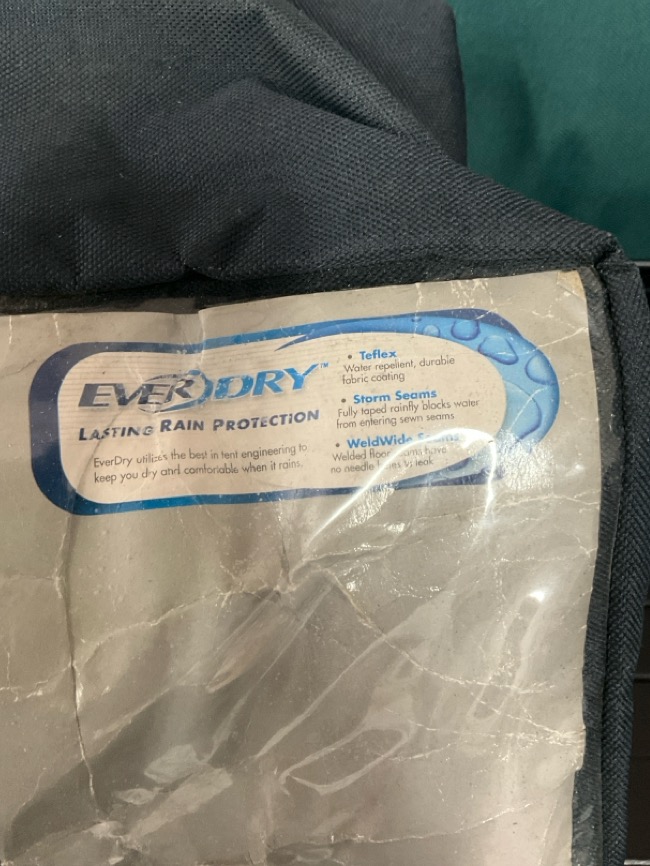 EVERDRY™
LASTING RAIN PROTECTION
EverDry utilizes the best in tent engineering to
keep you dry and comfortable when it rains.
• Teflex
Water repellent, durable
fabric coating
• Storm Seams
Fully taped rainfly blocks water
from entering sewn seams
• WeldWide
Welded floor have
no needle leak